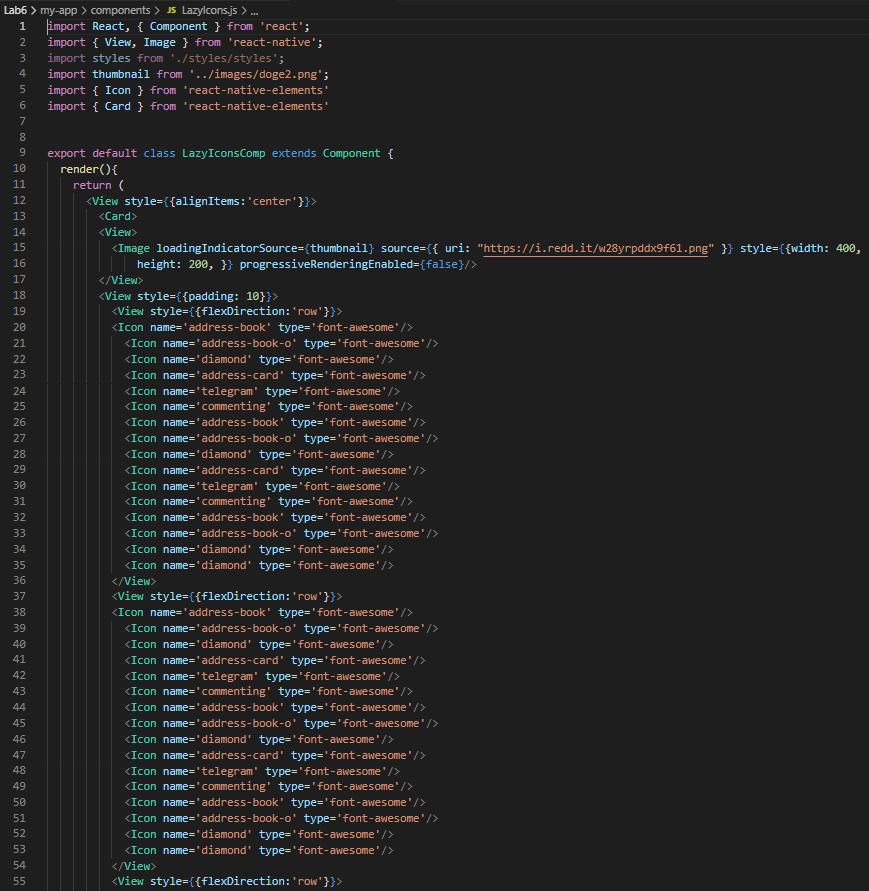 Lab6 > my-app > components > JS LazyIcons.js > ...
1 import React, { Component } from 'react';
2 import { View, Image } from 'react-native';
3 import styles from './styles/styles';
4 import thumbnail from '../images/doge2.png';
5 import { Icon } from 'react-native-elements'
6 import { Card } from 'react-native-elements'
7
8
9 export default class LazyIconsComp extends Component {
10 render(){
11 return (
12 <View style={{alignItems:'center'}}>
13 <Card>
14 <View>
15 <Image loadingIndicatorSource={thumbnail} source={{ uri: "https://i.redd.it/w28yrpddx9f61.png" }} style={{width: 400,
16 height: 200, }} progressiveRenderingEnabled={false}/>
17 </View>
18 <View style={{padding: 10}}>
19 <View style={{flexDirection:'row'}}>
20 <Icon name='address-book' type='font-awesome'/>
21 <Icon name='address-book-o' type='font-awesome'/>
22 <Icon name='diamond' type='font-awesome'/>
23 <Icon name='address-card' type='font-awesome'/>
24 <Icon name='telegram' type='font-awesome'/>
25 <Icon name='commenting' type='font-awesome'/>
26 <Icon name='address-book' type='font-awesome'/>
27 <Icon name='address-book-o' type='font-awesome'/>
28 <Icon name='diamond' type='font-awesome'/>
29 <Icon name='address-card' type='font-awesome'/>
30 <Icon name='telegram' type='font-awesome'/>
31 <Icon name='commenting' type='font-awesome'/>
32 <Icon name='address-book' type='font-awesome'/>
33 <Icon name='address-book-o' type='font-awesome'/>
34 <Icon name='diamond' type='font-awesome'/>
35 <Icon name='diamond' type='font-awesome'/>
36 </View>
37 <View style={{flexDirection:'row'}}>
38 <Icon name='address-book' type='font-awesome'/>
39 <Icon name='address-book-o' type='font-awesome'/>
40 <Icon name='diamond' type='font-awesome'/>
41 <Icon name='address-card' type='font-awesome'/>
42 <Icon name='telegram' type='font-awesome'/>
43 <Icon name='commenting' type='font-awesome'/>
44 <Icon name='address-book' type='font-awesome'/>
45 <Icon name='address-book-o' type='font-awesome'/>
46 <Icon name='diamond' type='font-awesome'/>
47 <Icon name='address-card' type='font-awesome'/>
48 <Icon name='telegram' type='font-awesome'/>
49 <Icon name='commenting' type='font-awesome'/>
50 <Icon name='address-book' type='font-awesome'/>
51 <Icon name='address-book-o' type='font-awesome'/>
52 <Icon name='diamond' type='font-awesome'/>
53 <Icon name='diamond' type='font-awesome'/>
54 </View>
55 <View style={{flexDirection:'row'}}>